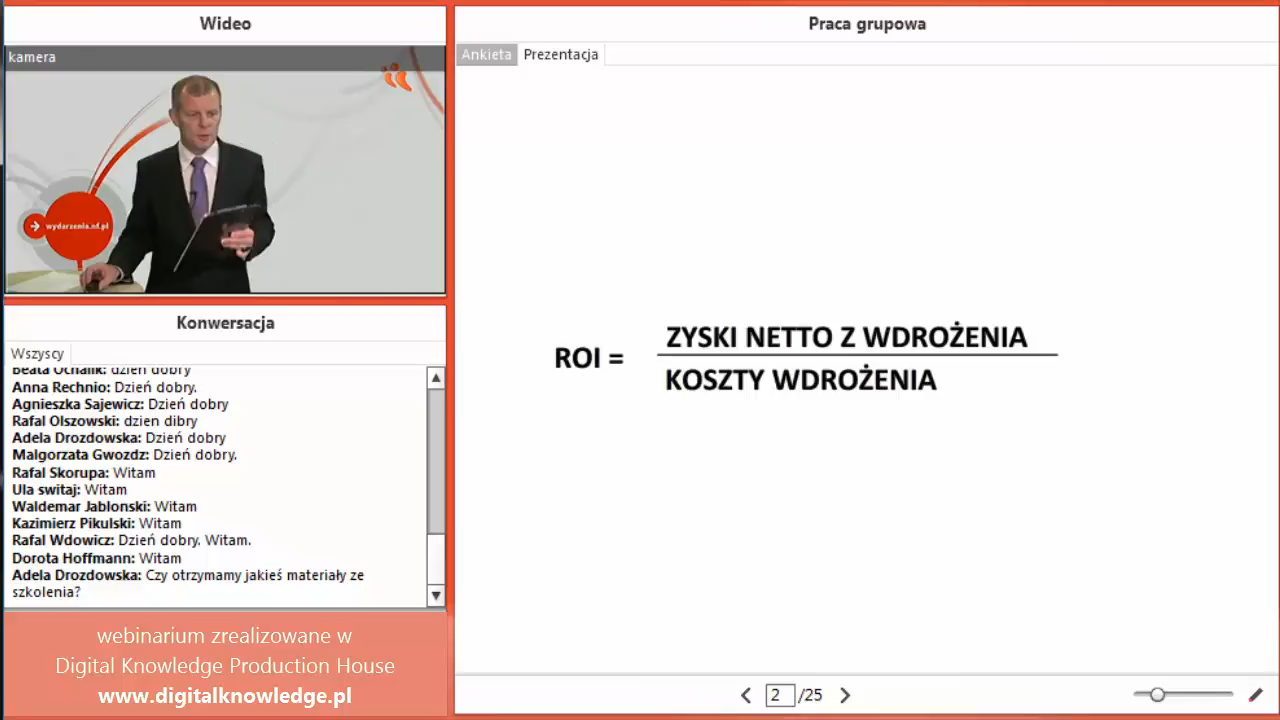 Wideo
kamera
wydarzenia.nf.pl
Konwersacja
Wszyscy
Beata Ochalik: dzień dobry
Anna Rechnio: Dzień dobry.
Agnieszka Sajewicz: Dzień dobry
Rafal Olszowski: dzien dibry
Adela Drozdowska: Dzień dobry
Malgorzata Gwozdz: Dzień dobry.
Rafal Skorupa: Witam
Ula switaj: Witam
Waldemar Jablonski: Witam
Kazimierz Pikulski: Witam
Rafal Wdowicz: Dzień dobry. Witam.
Dorota Hoffmann: Witam
Adela Drozdowska: Czy otrzymamy jakieś materiały ze
szkolenia?
webinarium zrealizowane w
Digital Knowledge Production House
www.digitalknowledge.pl
Praca grupowa
Ankieta Prezentacja
ROI = ZYSKI NETTO Z WDROŻENIA
KOSZTY WDROŻENIA
2 /25